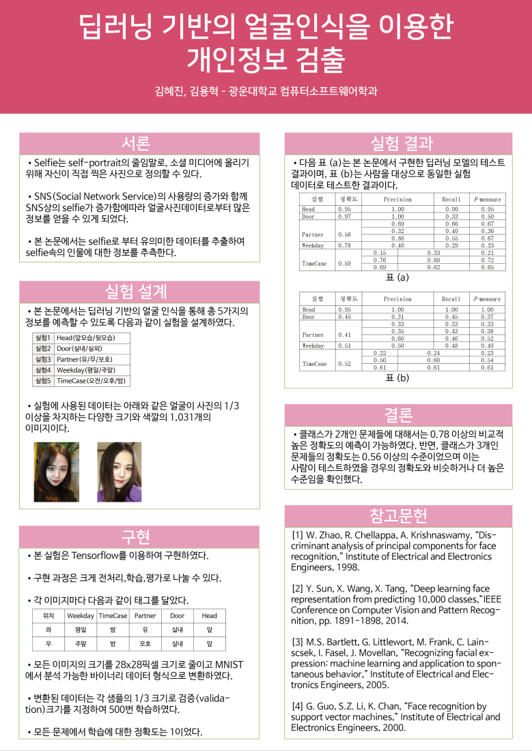 딥러닝 기반의 얼굴인식을 이용한
개인정보 검출
김혜진, 김용혁 - 광운대학교 컴퓨터소프트웨어학과
서론
•Selfie는 self-portrait의 줄임말로, 소셜 미디어에 올리기
위해 자신이 직접 찍은 사진으로 정의할 수 있다.
•SNS(Social Network Service)의 사용량의 증가와 함께
SNS상의 selfie가 증가함에따라 얼굴사진데이터로부터 많은
정보를 얻을 수 있게 되었다.
•본 논문에서는 selfie로 부터 유의미한 데이터를 추출하여
selfie속의 인물에 대한 정보를 추측한다.
실험 설계
•본 논문에서는 딥러닝 기반의 얼굴 인식을 통해 총 5가지의
정보를 예측할 수 있도록 다음과 같이 실험을 설계하였다.
실험1 Head(앞모습/뒷모습)
실험2 Door(실내/실외)
실험3 Partner(유/무/모호)
실험4 Weekday(평일/주말)
실험5 TimeCase(오전/오후/밤)
•실험에 사용된 데이터는 아래와 같은 얼굴이 사진의 1/3
이상을 차지하는 다양한 크기와 색깔의 1,031개의
이미지이다.
구현
•본 실험은 Tensorflow를 이용하여 구현하였다.
•구현 과정은 크게 전처리,학습,평가로 나눌 수 있다.
•각 이미지마다 다음과 같이 태그를 달았다.
위치 Weekday TimeCase Partner Door Head
좌 평일 밤 유 실내 앞
우 주말 밤 모호 실내 앞
•모든 이미지의 크기를 28x28픽셀 크기로 줄이고 MNIST
에서 분석 가능한 바이너리 데이터 형식으로 변환하였다.
•변환된 데이터는 각 샘플의 1/3 크기로 검증(valida-
tion)크기를 지정하여 500번 학습하였다.
•모든 문제에서 학습에 대한 정확도는 1이었다.
실험 결과
•다음 표 (a)는 본 논문에서 구현한 딥러닝 모델의 테스트
결과이며, 표 (b)는 사람을 대상으로 동일한 실험
데이터로 테스트한 결과이다.
실험 정확도 Precision Recall F-measure
Head 0.95 1.00 0.90 0.95
Door 0.97 1.00 0.33 0.50
0.69 0.66 0.67
Partner 0.56 0.32 0.40 0.36
0.86 0.55 0.67
Weekday 0.78 0.40 0.29 0.33
0.15 0.33 0.21
TimeCase 0.59 0.76 0.68 0.72
0.69 0.62 0.65
표 (a)
실험 정확도 Precision Recall F-measure
Head 0.95 1.00 1.00 1.00
Door 0.45 0.31 0.45 0.37
0.33 0.33 0.33
Partner 0.41 0.35 0.43 0.38
0.60 0.46 0.52
Weekday 0.51 0.50 0.48 0.49
0.22 0.24 0.23
TimeCase 0.52 0.50 0.60 0.54
0.61 0.61 0.61
표 (b)
결론
•클래스가 2개인 문제들에 대해서는 0.78 이상의 비교적
높은 정확도의 예측이 가능하였다. 반면, 클래스가 3개인
문제들의 정확도는 0.56 이상의 수준이었으며 이는
사람이 테스트하였을 경우의 정확도와 비슷하거나 더 높은
수준임을 확인했다.
참고문헌
[1] W. Zhao, R. Chellappa, A. Krishnaswamy, “Dis-
criminant analysis of principal components for face
recognition,” Institute of Electrical and Electronics
Engineers, 1998.
[2] Y. Sun, X. Wang, X. Tang, “Deep learning face
representation from predicting 10,000 classes,”IEEE
Conference on Computer Vision and Pattern Recog-
nition, pp. 1891-1898, 2014.
[3] M.S. Bartlett, G. Littlewort, M. Frank, C. Lain-
scsek, I. Fasel, J. Movellan, “Recognizing facial ex-
pression: machine learning and application to spon-
taneous behavior,” Institute of Electrical and Elec-
tronics Engineers, 2005.
[4] G. Guo, S.Z. Li, K. Chan, “Face recognition by
support vector machines,” Institute of Electrical and
Electronics Engineers, 2000.